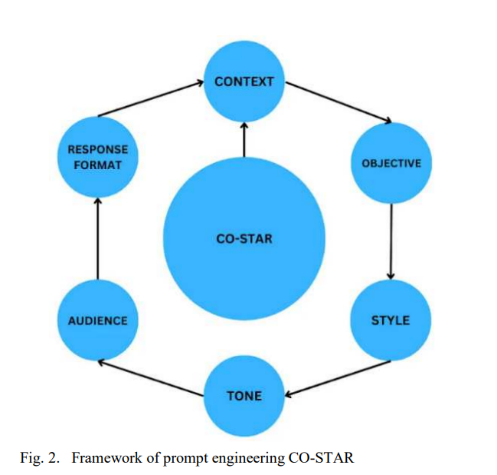 CONTEXT
RESPONSE
FORMAT
OBJECTIVE
CO-STAR
AUDIENCE
STYLE
TONE
Fig. 2. Framework of prompt engineering CO-STAR